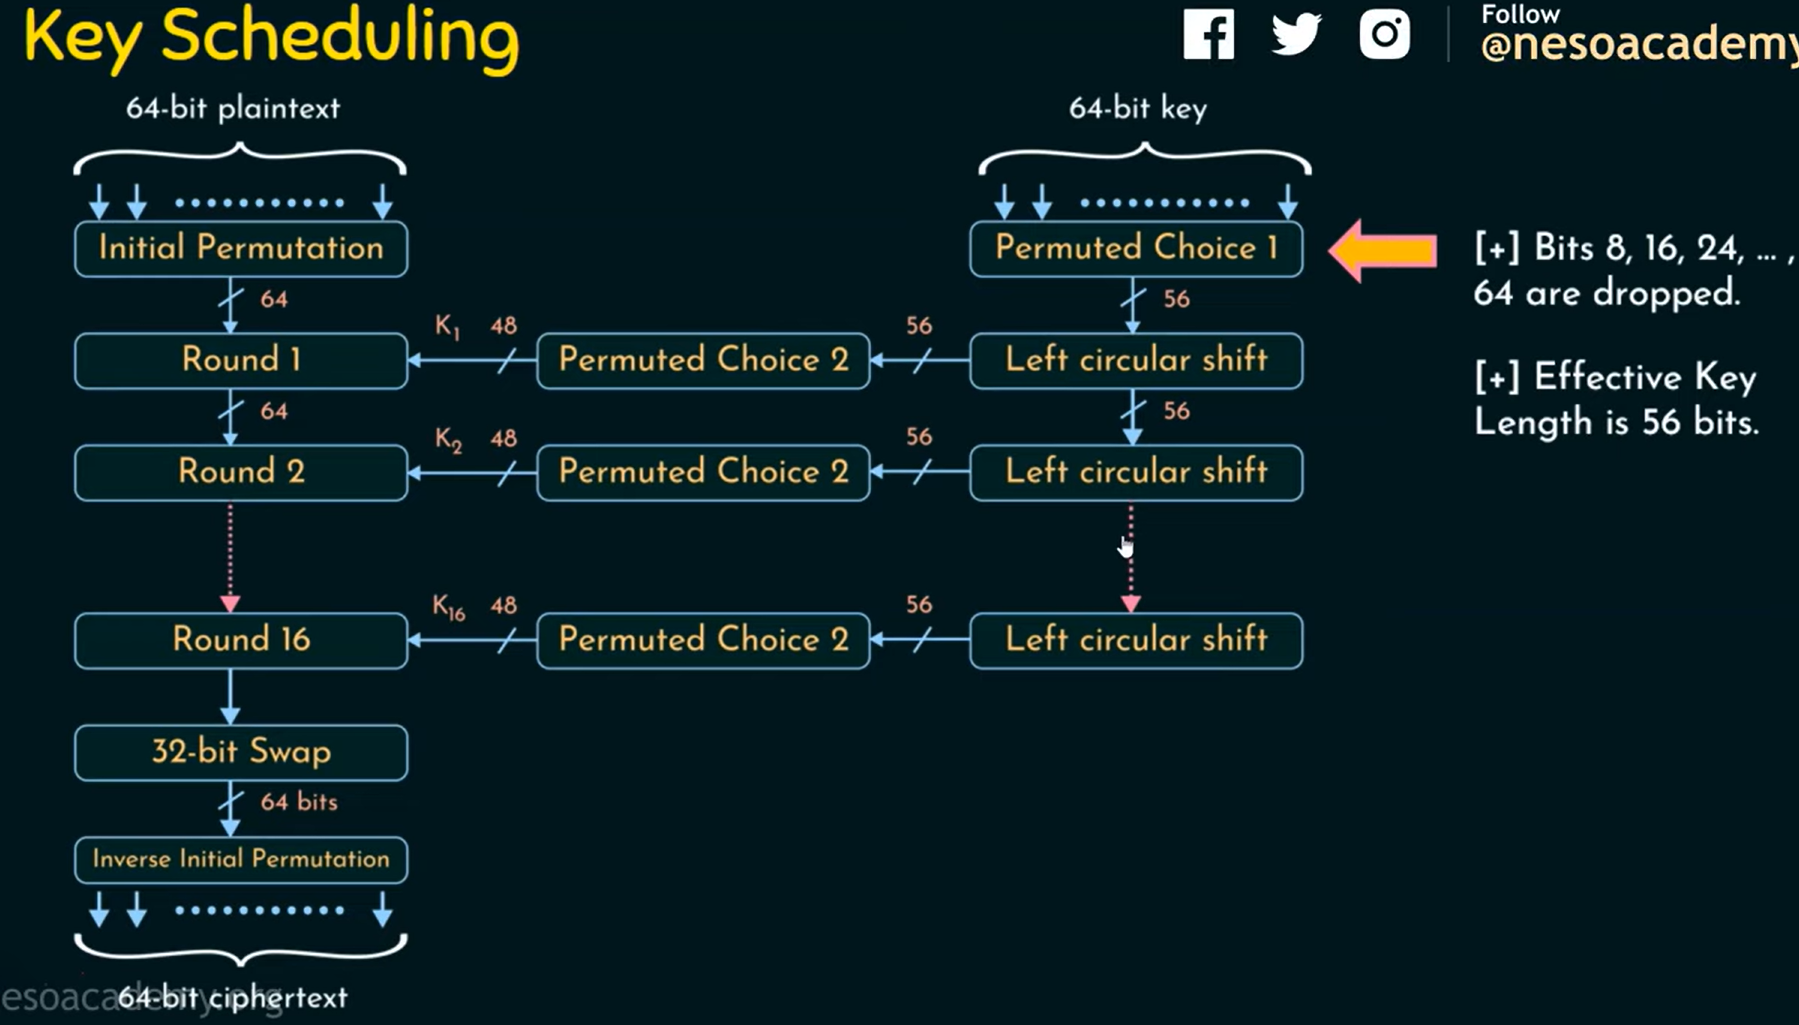 Key Scheduling
Follow
@nesoacademy
64-bit plaintext
64-bit key
Initial Permutation
Permuted Choice 1
[+] Bits 8, 16, 24, ... ,
64 are dropped.
64
56
K1 48
56
Round 1
Permuted Choice 2
Left circular shift
[+] Effective Key
Length is 56 bits.
64
56
K2 48
56
Round 2
Permuted Choice 2
Left circular shift
K16 48
56
Round 16
Permuted Choice 2
Left circular shift
32-bit Swap
64 bits
Inverse Initial Permutation
64-bit ciphertext
esoacademy.org